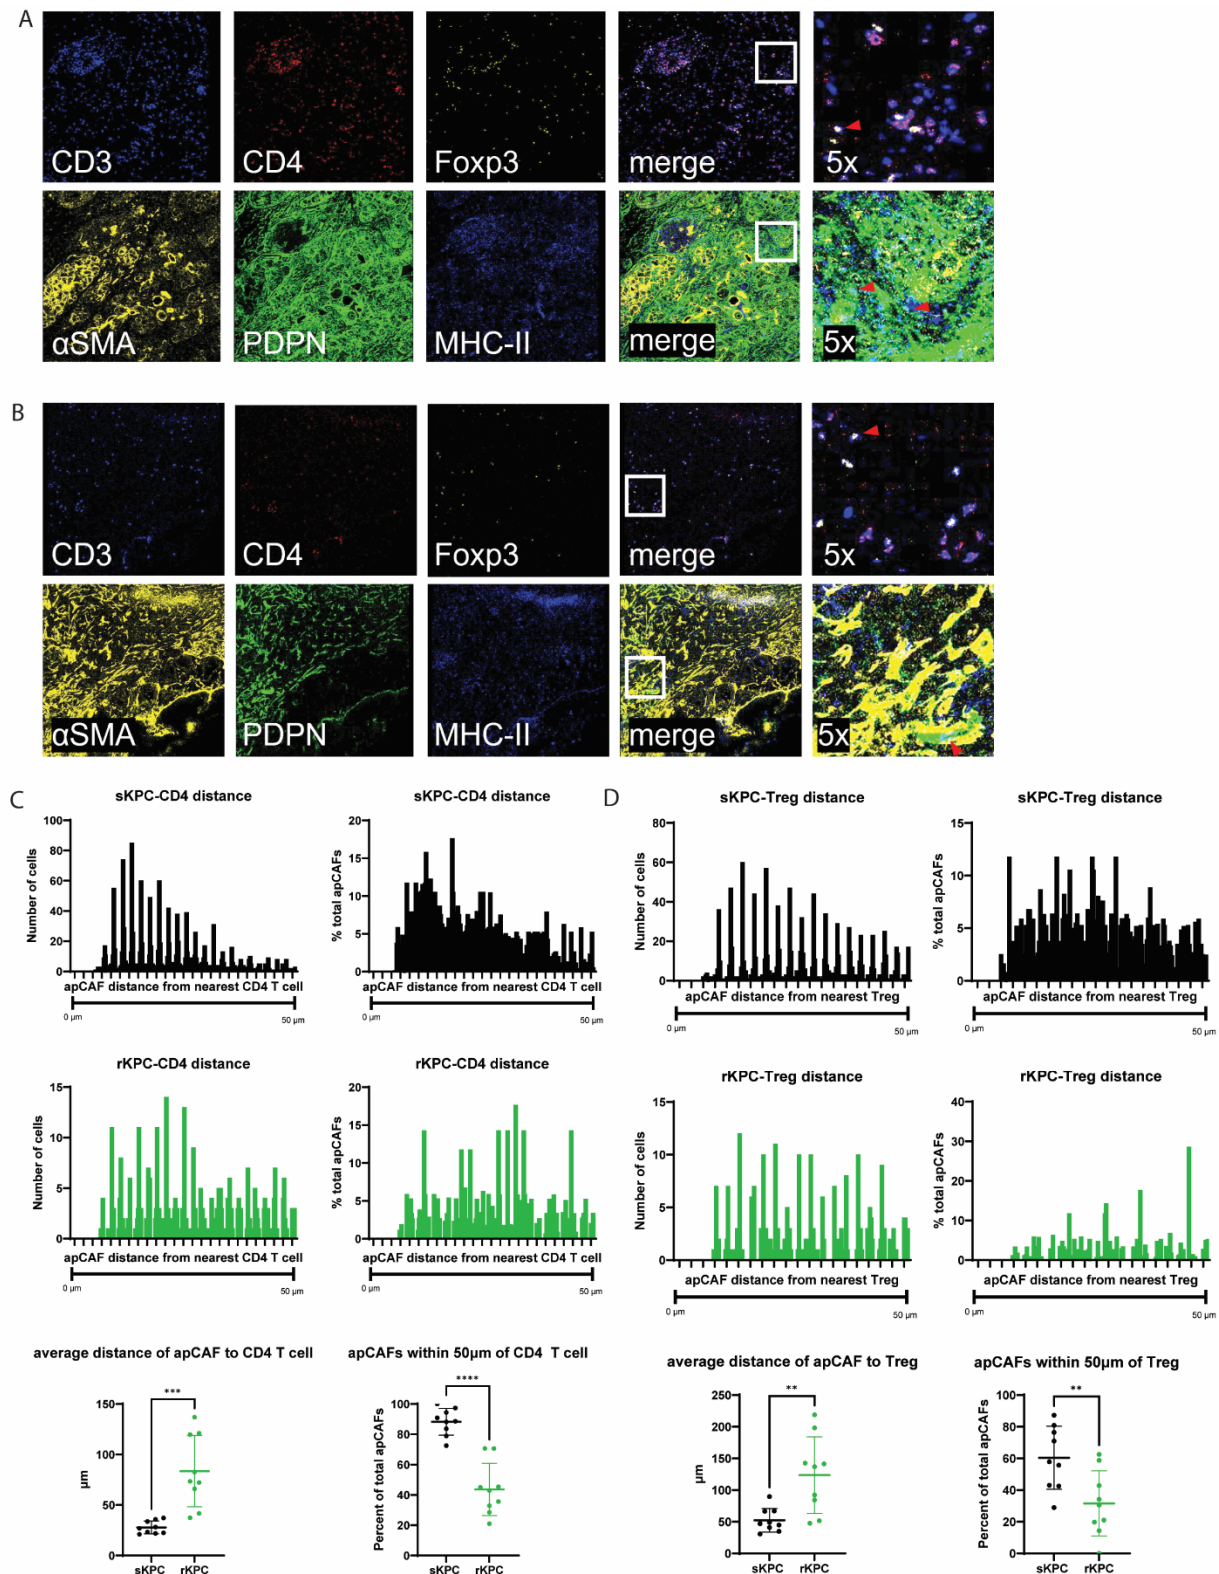 A
CD3
CD4
Foxp3
merge
5x
αSMA
PDPN
MHC-II
merge
5x
B
CD3
CD4
Foxp3
merge
5x
αSMA
PDPN
MHC-II
merge
5x
C
sKPC-CD4 distance
Number of cells
100
80
60
40
20
0
apCAF distance from nearest CD4 T cell
0 µm
50 µm
sKPC-CD4 distance
% total apCAFs
20
15
10
5
0
apCAF distance from nearest CD4 T cell
0 µm
50 µm
D
sKPC-Treg distance
Number of cells
80
60
40
20
0
apCAF distance from nearest Treg
0 µm
50 µm
sKPC-Treg distance
% total apCAFs
15
10
5
0
apCAF distance from nearest Treg
0 µm
50 µm
rKPC-CD4 distance
Number of cells
15
10
5
0
apCAF distance from nearest CD4 T cell
0 µm
50 µm
rKPC-CD4 distance
% total apCAFs
20
15
10
5
0
apCAF distance from nearest CD4 T cell
0 µm
50 µm
rKPC-Treg distance
Number of cells
15
10
5
0
apCAF distance from nearest Treg
0 µm
50 µm
rKPC-Treg distance
% total apCAFs
40
30
20
10
0
apCAF distance from nearest Treg
0 µm
50 µm
average distance of apCAF to CD4 T cell
***
µm
150
100
50
0
sKPC
rKPC
apCAFs within 50µm of CD4 T cell
****
Percent of total apCAFs
100
80
60
40
20
0
sKPC
rKPC
average distance of apCAF to Treg
**
µm
250
200
150
100
50
0
sKPC
rKPC
apCAFs within 50µm of Treg
**
Percent of total apCAFs
100
80
60
40
20
0
sKPC
rKPC